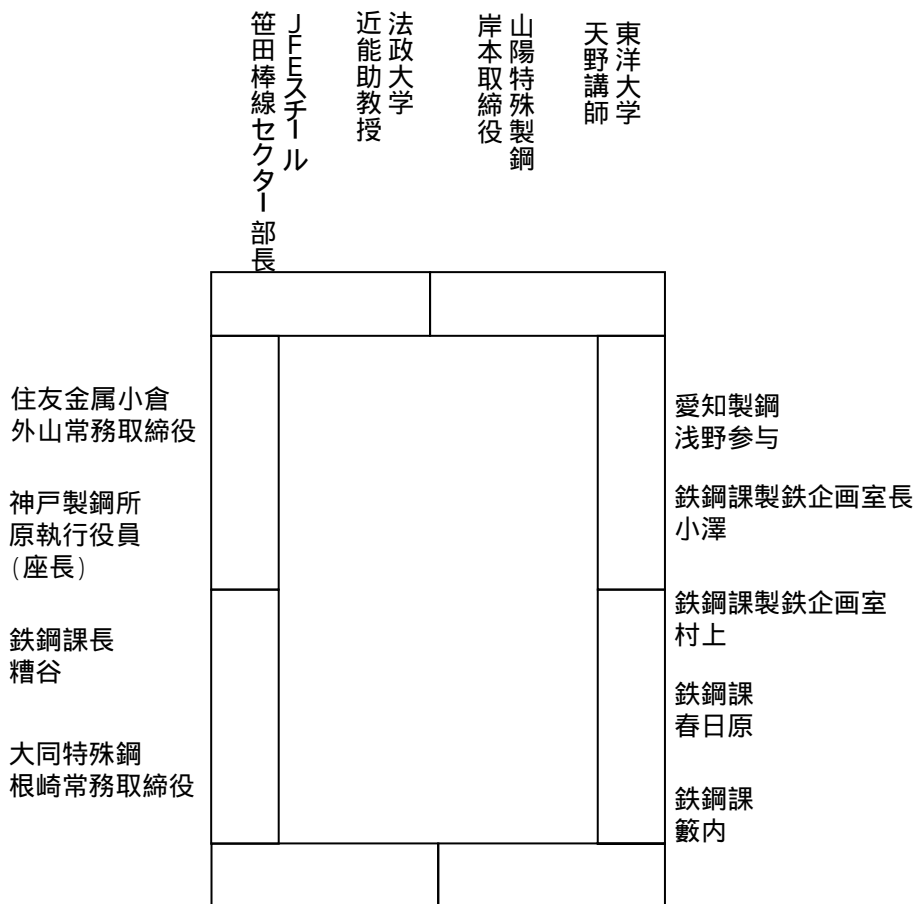 JFEスチール
笹田棒線セクター部長
法政大学
近能助教授
山陽特殊製鋼
岸本取締役
東洋大学
天野講師
住友金属小倉
外山常務取締役
神戸製鋼所
原執行役員
(座長)
鉄鋼課長
糟谷
大同特殊鋼
根崎常務取締役
愛知製鋼
浅野参与
鉄鋼課製鉄企画室長
小澤
鉄鋼課製鉄企画室
村上
鉄鋼課
春日原
鉄鋼課
籔内